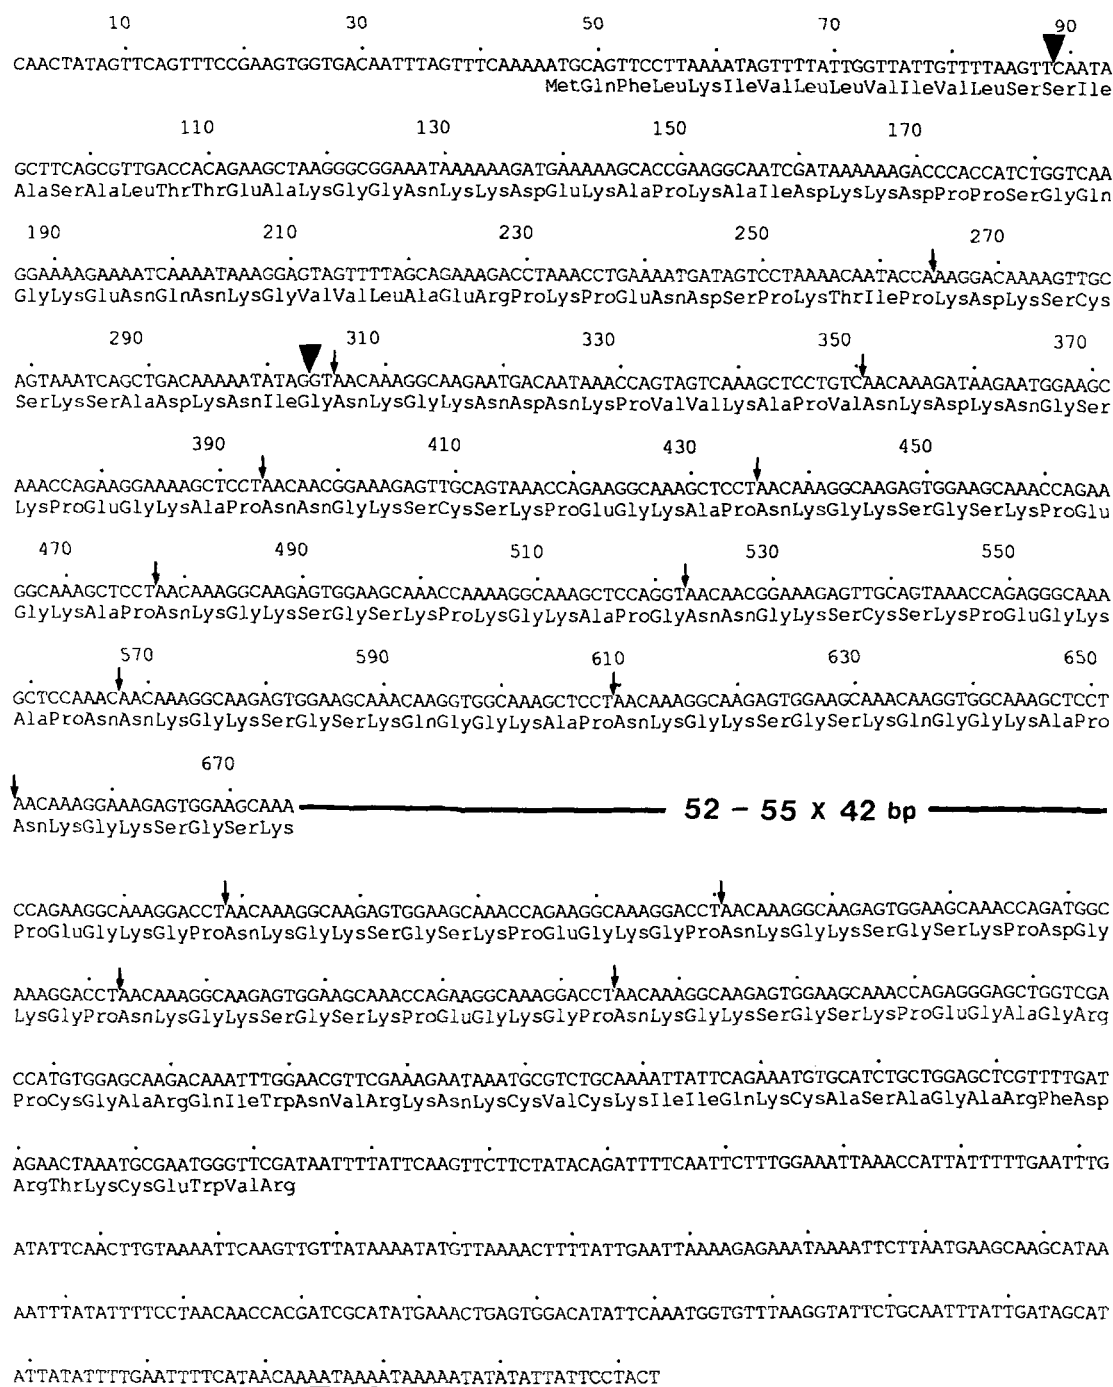 10 30 50 70 90
CAACTATAGTTCAGTTTCCGAAGTGGTGACAATTTAGTTTCAAAAATGCAGTTCCTTAAAATAGTTTTATTGGTTATTGTTTTAAGTTCAATA
MetGlnPheLeuLysIleValLeuLeuValIleValLeuSerSerIle
110 130 150 170
GCTTCAGCGTTGACCACAGAAGCTAAGGGCGGAAATAAAAAAGATGAAAAAGCACCGAAGGCAATCGATAAAAAAGACCCACCATCTGGTCAA
AlaSerAlaLeuThrThrGluAlaLysGlyGlyAsnLysLysAspGluLysAlaProLysAlaIleAspLysLysAspProProSerGlyGln
190 210 230 250 270
GGAAAAGAAAATCAAAATAAAGGAGTAGTTTTAGCAGAAAGACCTAAACCTGAAAATGATAGTCCTAAAACAATACCAAAGGACAAAAGTTGC
GlyLysGluAsnGlnAsnLysGlyValValLeuAlaGluArgProLysProGluAsnAspSerProLysThrIleProLysAspLysSerCys
290 310 330 350 370
AGTAAATCAGCTGACAAAAATATAGGTAACAAAGGCAAGAATGACAATAAACCAGTAGTCAAAGCTCCTGTCAACAAAGATAAGAATGGAAGC
SerLysSerAlaAspLysAsnIleGlyAsnLysGlyLysAsnAspAsnLysProValValLysAlaProValAsnLysAspLysAsnGlySer
390 410 430 450
AAACCAGAAGGAAAAGCTCCTAACAACGGAAAGAGTTGCAGTAAACCAGAAGGCAAAGCTCCTAACAAAGGCAAGAGTGGAAGCAAACCAGAA
LysProGluGlyLysAlaProAsnAsnGlyLysSerCysSerLysProGluGlyLysAlaProAsnLysGlyLysSerGlySerLysProGlu
470 490 510 530 550
GGCAAAGCTCCTAACAAAGGCAAGAGTGGAAGCAAACCAAAAGGCAAAGCTCCAGGTAACAACGGAAAGAGTTGCAGTAAACCAGAGGGCAAA
GlyLysAlaProAsnLysGlyLysSerGlySerLysProLysGlyLysAlaProGlyAsnAsnGlyLysSerCysSerLysProGluGlyLys
570 590 610 630 650
GCTCCAAACAACAAAGGCAAGAGTGGAAGCAAACAAGGTGGCAAAGCTCCTAACAAAGGCAAGAGTGGAAGCAAACAAGGTGGCAAAGCTCCT
AlaProAsnAsnLysGlyLysSerGlySerLysGlnGlyGlyLysAlaProAsnLysGlyLysSerGlySerLysGlnGlyGlyLysAlaPro
670
AACAAAGGAAAGAGTGGAAGCAAA 52 – 55 X 42 bp
AsnLysGlyLysSerGlySerLys
CCAGAAGGCAAAGGACCTAACAAAGGCAAGAGTGGAAGCAAACCAGAAGGCAAAGGACCTAACAAAGGCAAGAGTGGAAGCAAACCAGATGGC
ProGluGlyLysGlyProAsnLysGlyLysSerGlySerLysProGluGlyLysGlyProAsnLysGlyLysSerGlySerLysProAspGly
AAAGGACCTAACAAAGGCAAGAGTGGAAGCAAACCAGAAGGCAAAGGACCTAACAAAGGCAAGAGTGGAAGCAAACCAGAGGGAGCTGGTCGA
LysGlyProAsnLysGlyLysSerGlySerLysProGluGlyLysGlyProAsnLysGlyLysSerGlySerLysProGluGlyAlaGlyArg
CCATGTGGAGCAAGACAAATTTGGAACGTTCGAAAGAATAAATGCGTCTGCAAAATTATTCAGAAATGTGCATCTGCTGGAGCTCGTTTTGAT
ProCysGlyAlaArgGlnIleTrpAsnValArgLysAsnLysCysValCysLysIleIleGlnLysCysAlaSerAlaGlyAlaArgPheAsp
AGAACTAAATGCGAATGGGTTCGATAATTTTATTCAAGTTCTTCTATACAGATTTTCAATTCTTTGGAAATTAAACCATTATTTTTGAATTTG
ArgThrLysCysGluTrpValArg
ATATTCAACTTGTAAAATTCAAGTTGTTATAAAATATGTTAAAACTTTTATTGAATTAAAAGAGAAATAAAATTCTTAATGAAGCAAGCATAA
AATTTATATTTTCCTAACAACCACGATCGCATATGAAACTGAGTGGACATATTCAAATGGTGTTTAAGGTATTCTGCAATTTATTGATAGCAT
ATTATATTTTGAATTTTCATAACAAAATAAAATAAAAATATATATTATTCCTACT